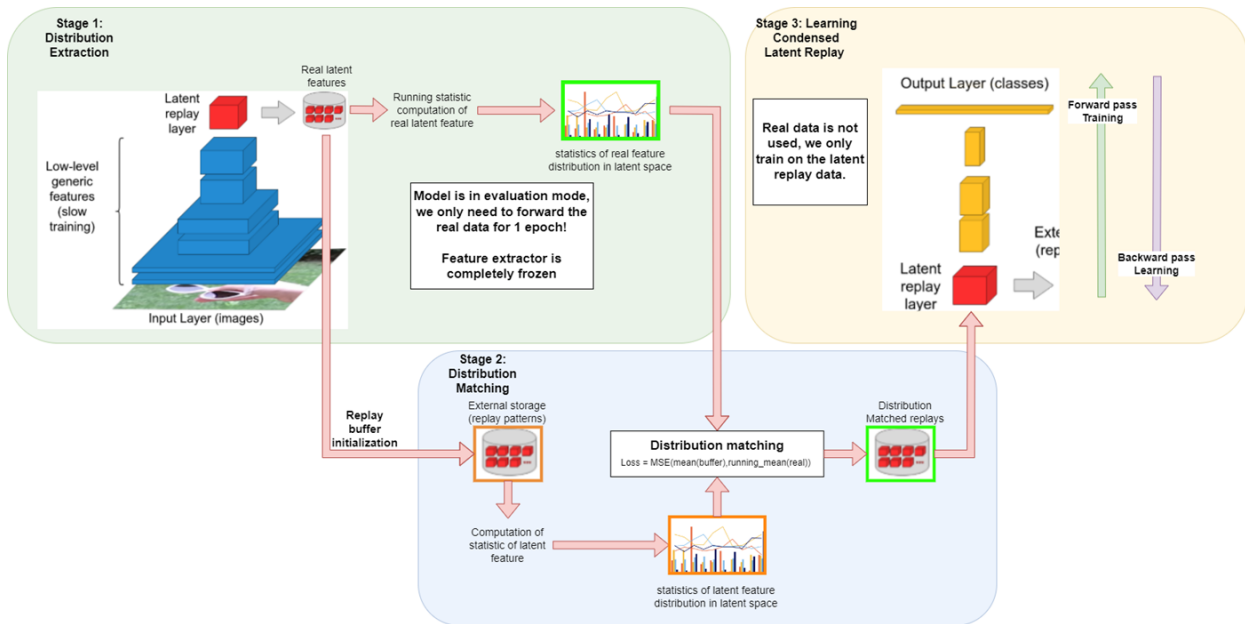 Stage 1:
Distribution
Extraction
Real latent
features
Latent
replay
layer
Low-level
generic
features
(slow
training)
Input Layer (images)
Running statistic
computation of
real latent feature
statistics of real feature
distribution in latent space
Model is in evaluation mode,
we only need to forward the
real data for 1 epoch!
Feature extractor is
completely frozen
Stage 3: Learning
Condensed
Latent Replay
Output Layer (classes)
Real data is not
used, we only
train on the latent
replay data.
Latent
replay
layer
Exte
(rep
Forward pass
Training
Backward pass
Learning
Stage 2:
Distribution
Matching
Replay
buffer
initialization
External storage
(replay patterns)
Computation of
statistic of latent
feature
statistics of latent feature
distribution in latent space
Distribution matching
Loss = MSE(mean(buffer),running_mean(real))
Distribution
Matched replays